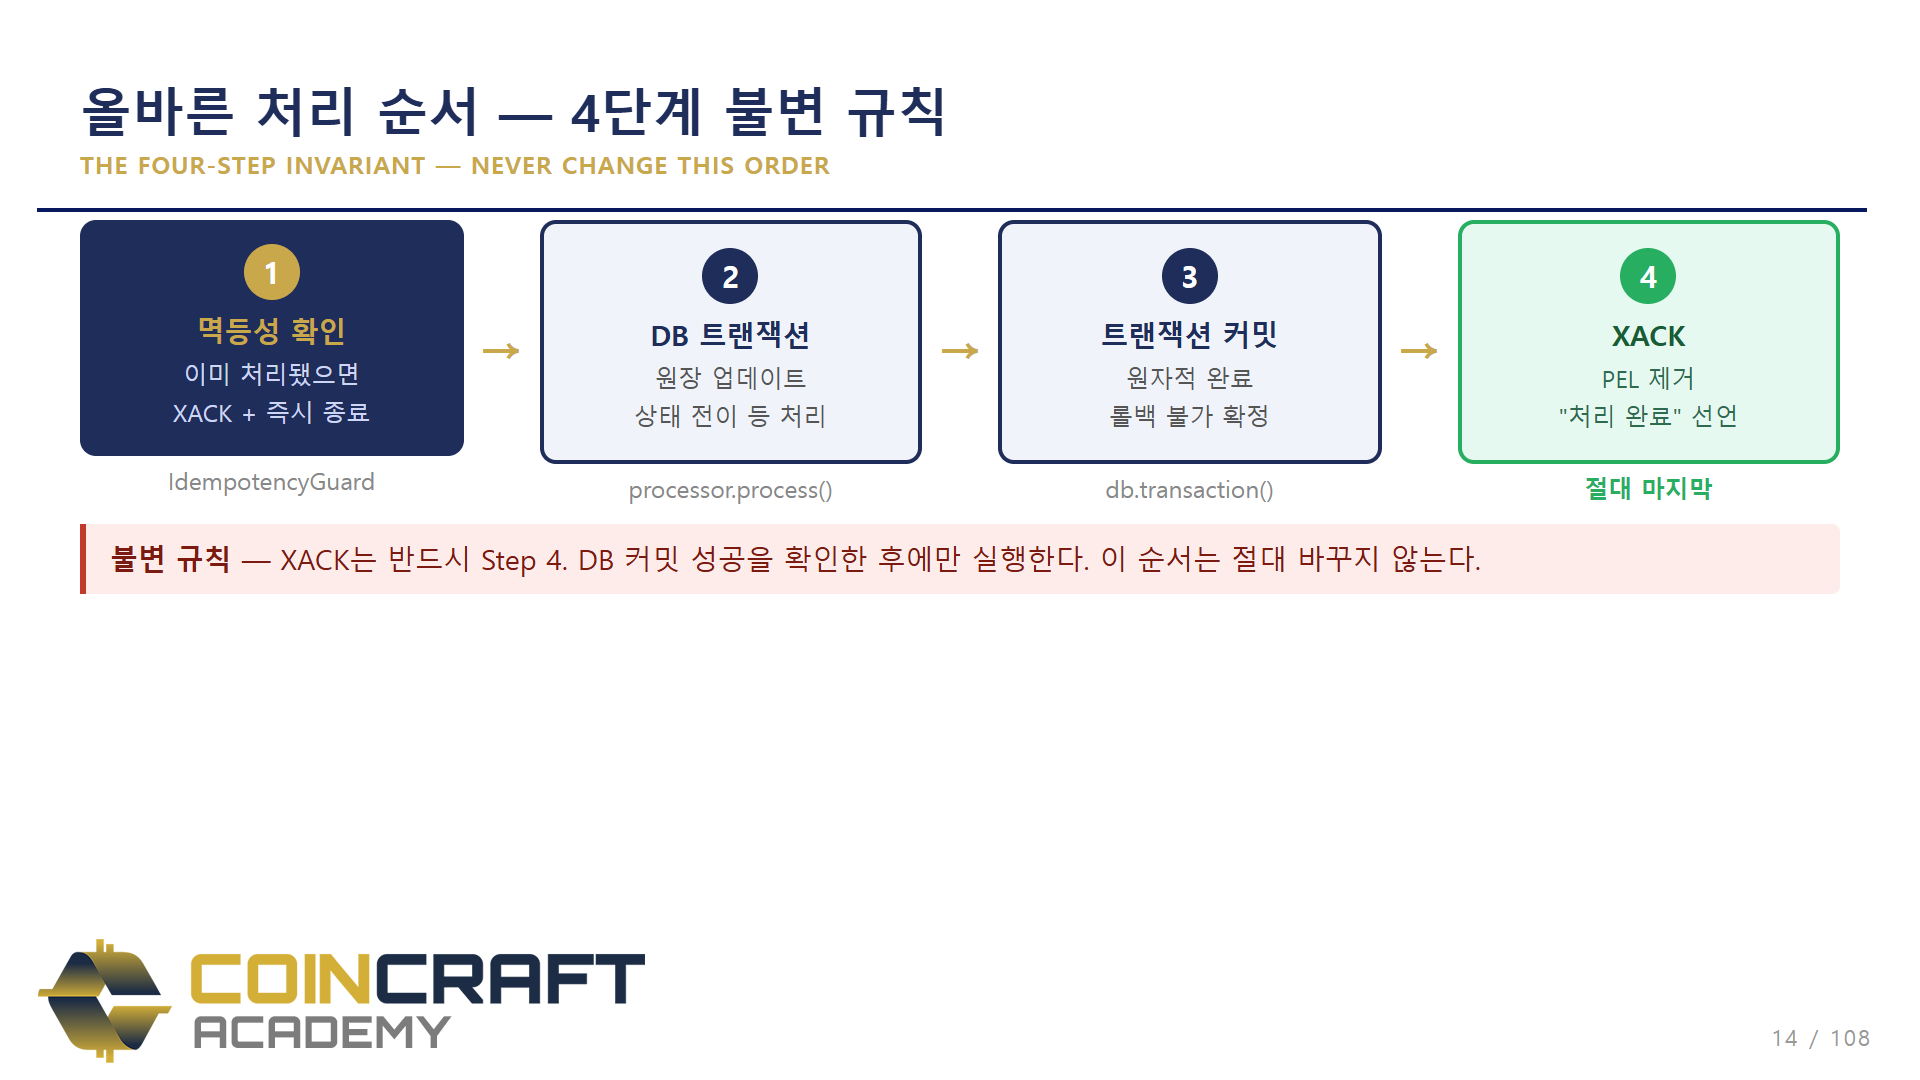 올바른 처리 순서 — 4단계 불변 규칙
THE FOUR-STEP INVARIANT — NEVER CHANGE THIS ORDER
1
멱등성 확인
이미 처리됐으면
XACK + 즉시 종료
IdempotencyGuard
→
2
DB 트랜잭션
원장 업데이트
상태 전이 등 처리
processor.process()
→
3
트랜잭션 커밋
원자적 완료
롤백 불가 확정
db.transaction()
→
4
XACK
PEL 제거
"처리 완료" 선언
절대 마지막
불변 규칙 — XACK는 반드시 Step 4. DB 커밋 성공을 확인한 후에만 실행한다. 이 순서는 절대 바꾸지 않는다.
COINCRAFT
ACADEMY
14 / 108